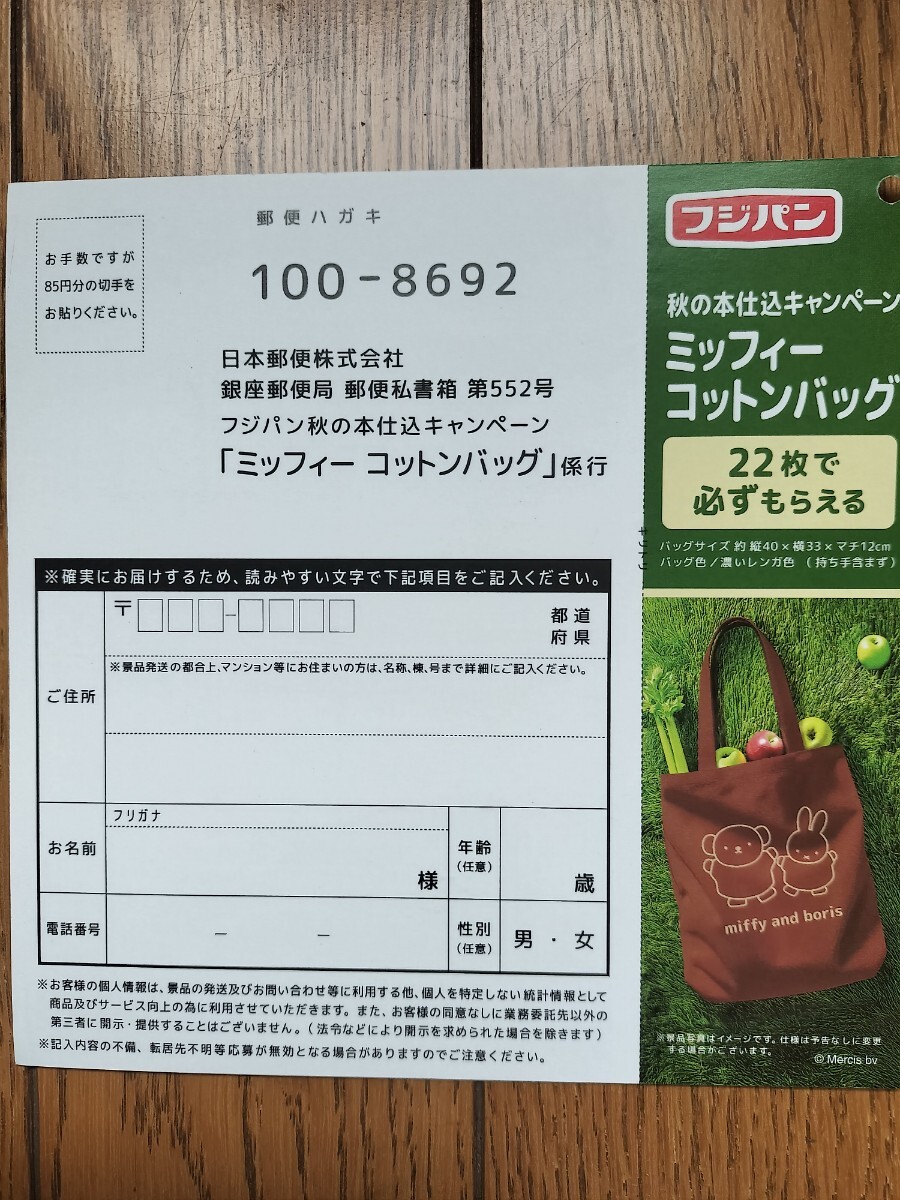 郵便ハガキ
お手数ですが
85円分の切手を
お貼りください。
100-8692
日本郵便株式会社
銀座郵便局 郵便私書箱 第552号
フジパン秋の本仕込キャンペーン
「ミッフィー コットンバッグ」係行
※確実にお届けするため、読みやすい文字で下記項目をご記入ください。
ご住所
〒 -
都道
府県
※景品発送の都合上、マンション等にお住まいの方は、名称、棟、号まで詳細にご記入ください。
お名前
フリガナ
様
年齢
(任意)
歳
電話番号
– –
性別
(任意)
男・女
※お客様の個人情報は、景品の発送及びお問い合わせ等に利用する他、個人を特定しない統計情報として
商品及びサービス向上の為に利用させていただきます。また、お客様の同意なしに業務委託先以外の
第三者に開示・提供することはございません。(法令などにより開示を求められた場合を除きます)
※記入内容の不備、転居先不明等応募が無効となる場合がありますのでご注意ください。
キリトリ
フジパン
秋の本仕込キャンペーン
ミッフィー
コットンバッグ
22枚で
必ずもらえる
バッグサイズ 約 縦40×横33×マチ12cm
バッグ色/濃いレンガ色 (持ち手含まず)
miffy and boris
※景品写真はイメージです。仕様は予告なしに変更
する場合がございます。
© Mercis bv